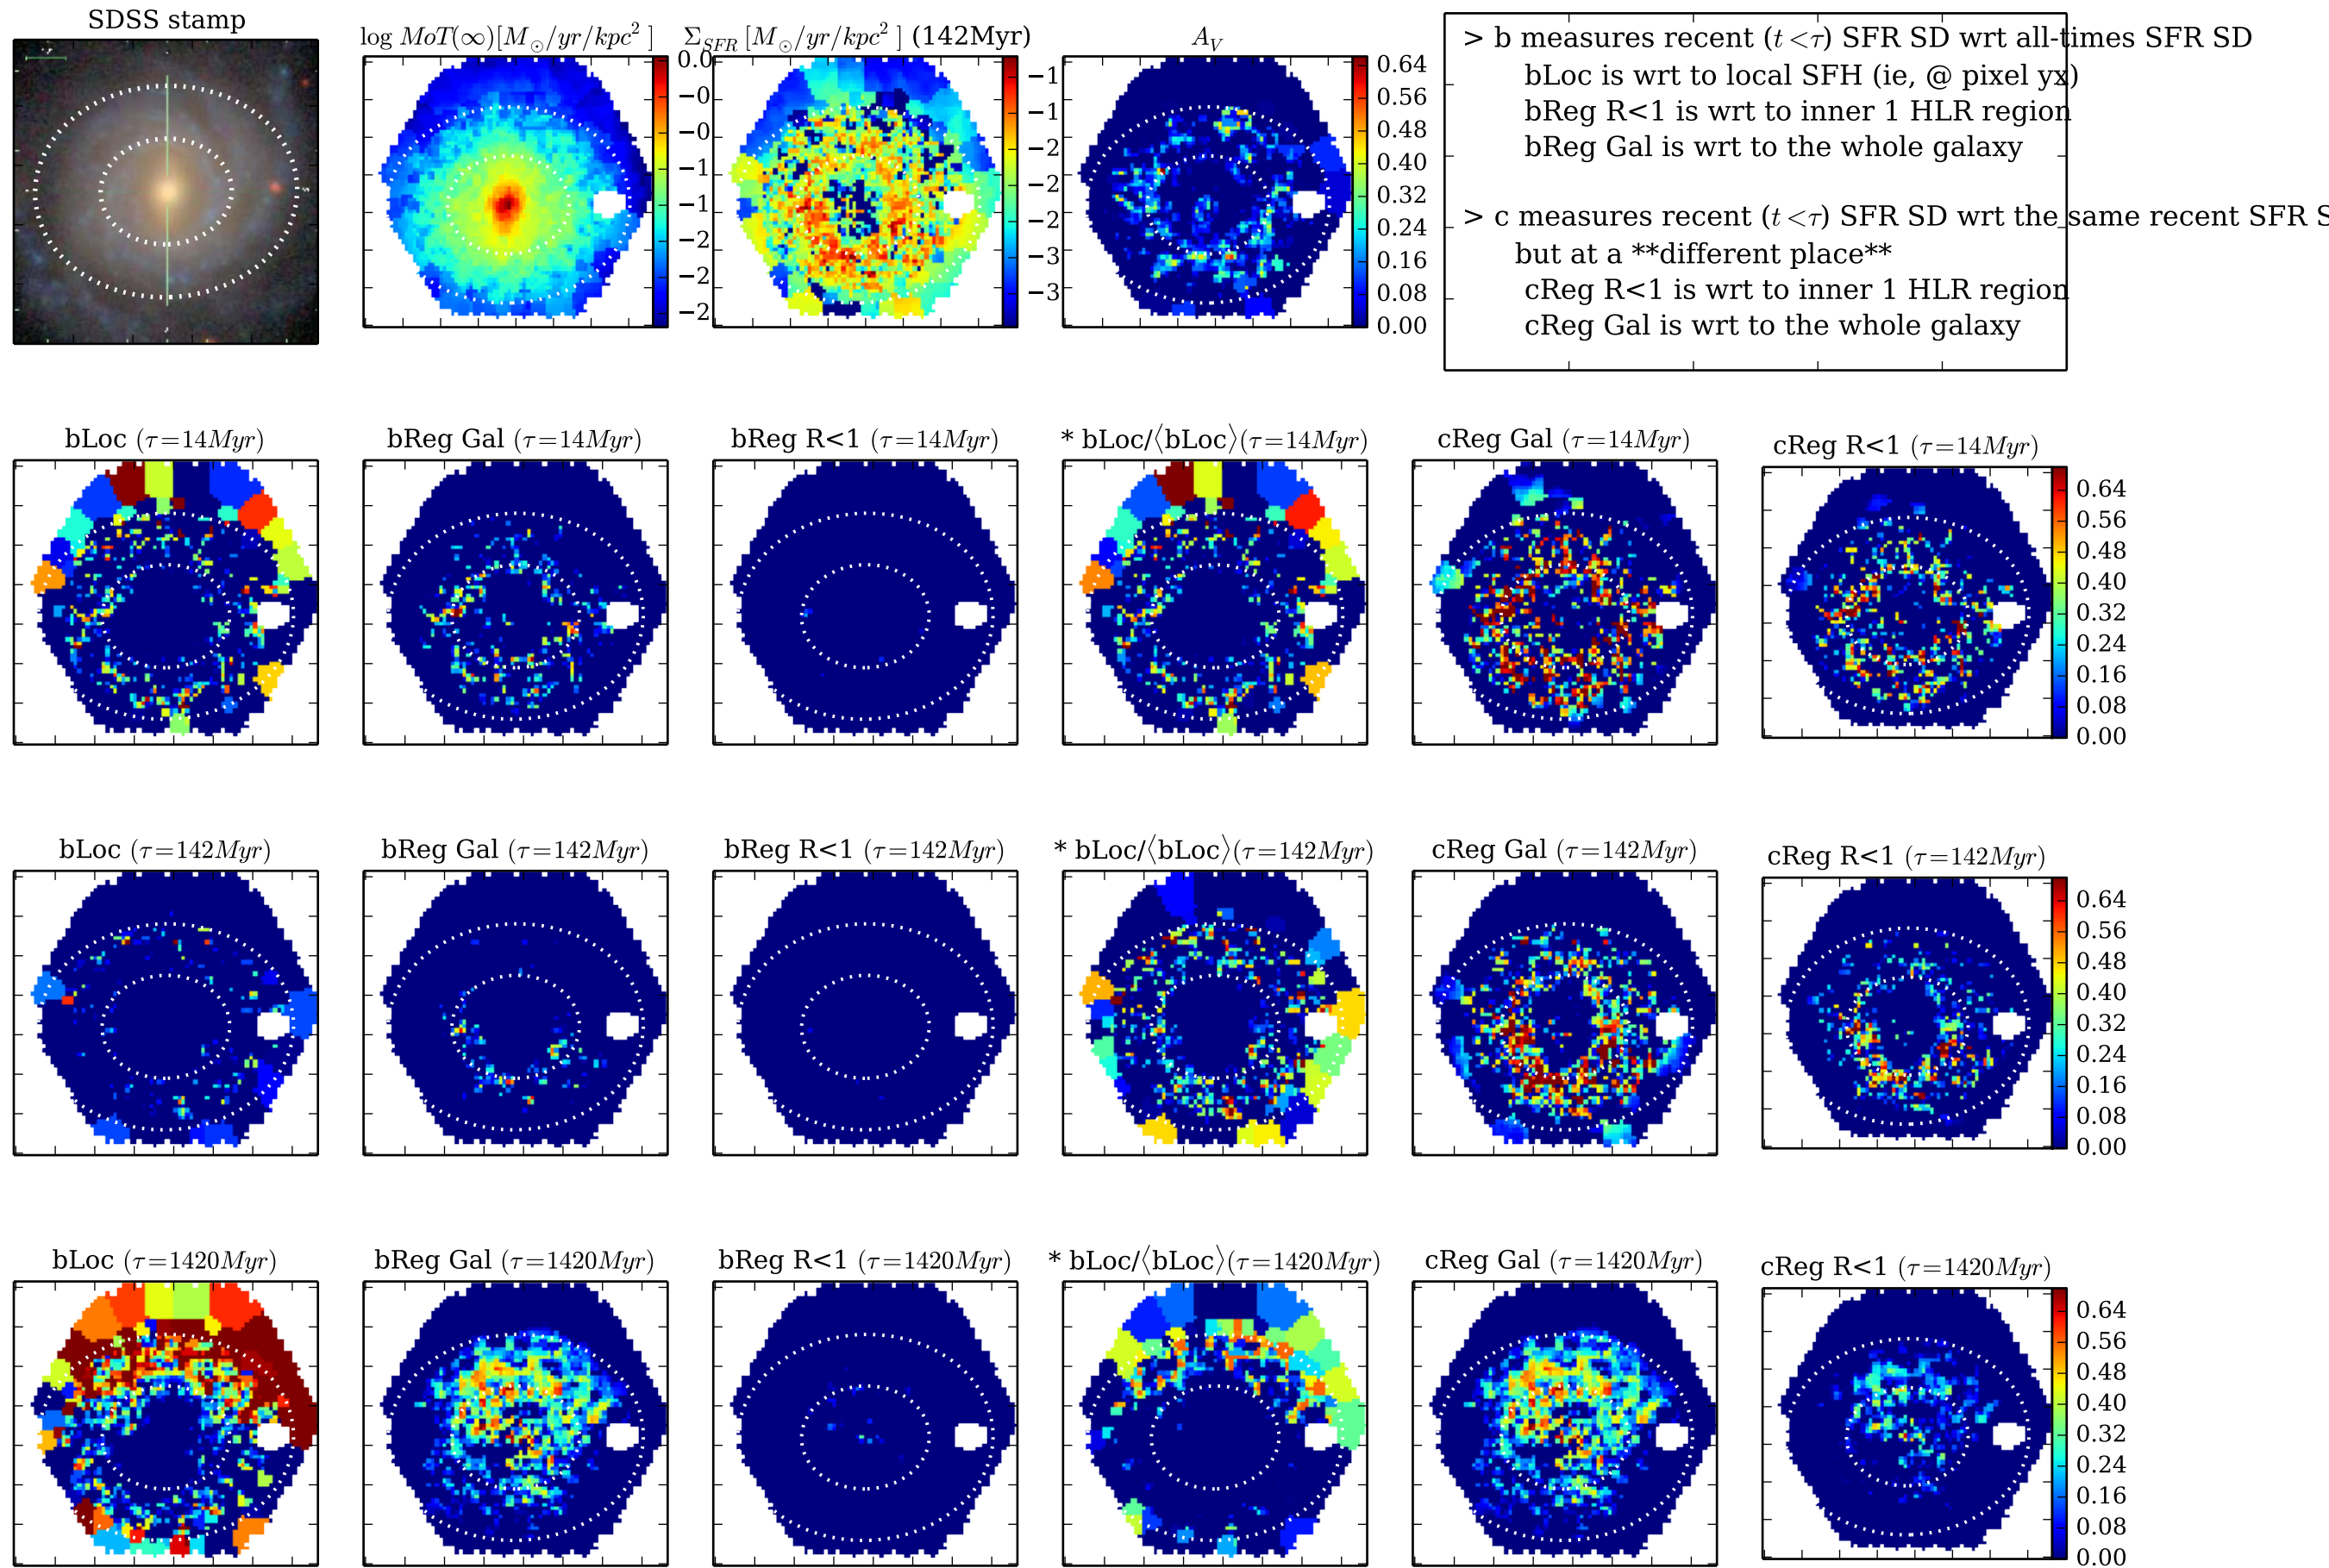 SDSS stamp
log MoT(∞)[M⊙/yr/kpc²]
Σ_SFR [M⊙/yr/kpc²] (142Myr)
A_V
0.0
−0
−0
−1
−1
−2
−2
−2
−1
−1
−2
−2
−2
−3
−3
0.64
0.56
0.48
0.40
0.32
0.24
0.16
0.08
0.00
> b measures recent (t<τ) SFR SD wrt all-times SFR SD
bLoc is wrt to local SFH (ie, @ pixel yx)
bReg R<1 is wrt to inner 1 HLR region
bReg Gal is wrt to the whole galaxy
> c measures recent (t<τ) SFR SD wrt the same recent SFR S
but at a **different place**
cReg R<1 is wrt to inner 1 HLR region
cReg Gal is wrt to the whole galaxy
bLoc (τ=14Myr)
bReg Gal (τ=14Myr)
bReg R<1 (τ=14Myr)
* bLoc/⟨bLoc⟩(τ=14Myr)
cReg Gal (τ=14Myr)
cReg R<1 (τ=14Myr)
0.64
0.56
0.48
0.40
0.32
0.24
0.16
0.08
0.00
bLoc (τ=142Myr)
bReg Gal (τ=142Myr)
bReg R<1 (τ=142Myr)
* bLoc/⟨bLoc⟩(τ=142Myr)
cReg Gal (τ=142Myr)
cReg R<1 (τ=142Myr)
0.64
0.56
0.48
0.40
0.32
0.24
0.16
0.08
0.00
bLoc (τ=1420Myr)
bReg Gal (τ=1420Myr)
bReg R<1 (τ=1420Myr)
* bLoc/⟨bLoc⟩(τ=1420Myr)
cReg Gal (τ=1420Myr)
cReg R<1 (τ=1420Myr)
0.64
0.56
0.48
0.40
0.32
0.24
0.16
0.08
0.00